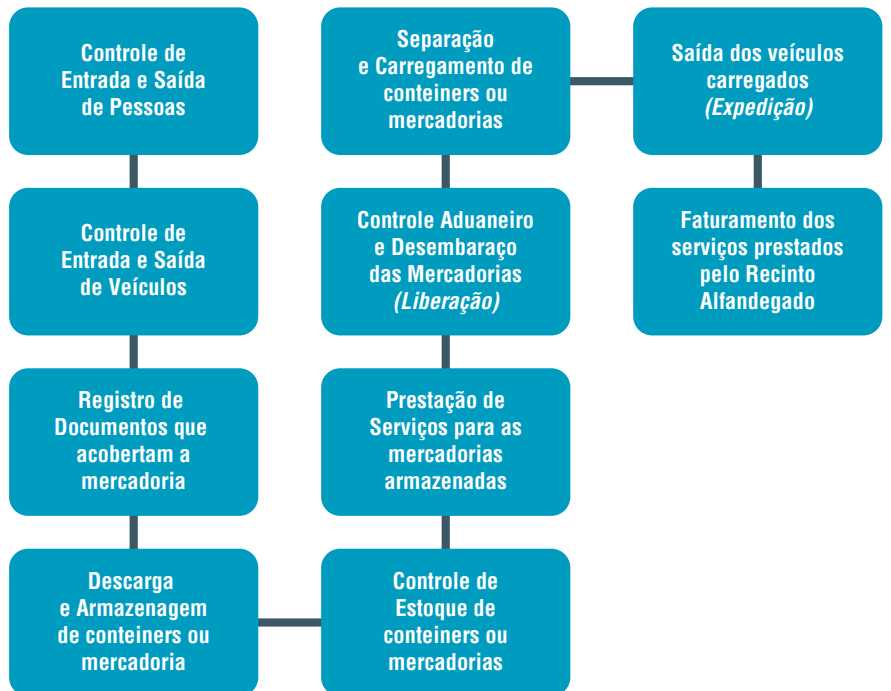 Controle de
Entrada e Saída
de Pessoas
Controle de
Entrada e Saída
de Veículos
Registro de
Documentos que
acobertam a
mercadoria
Descarga
e Armazenagem
de conteiners ou
mercadoria
Controle de
Estoque de
conteiners ou
mercadorias
Prestação de
Serviços para as
mercadorias
armazenadas
Controle Aduaneiro
e Desembaraço
das Mercadorias
(Liberação)
Separação
e Carregamento de
conteiners ou
mercadorias
Saída dos veículos
carregados
(Expedição)
Faturamento dos
serviços prestados
pelo Recinto
Alfandegado